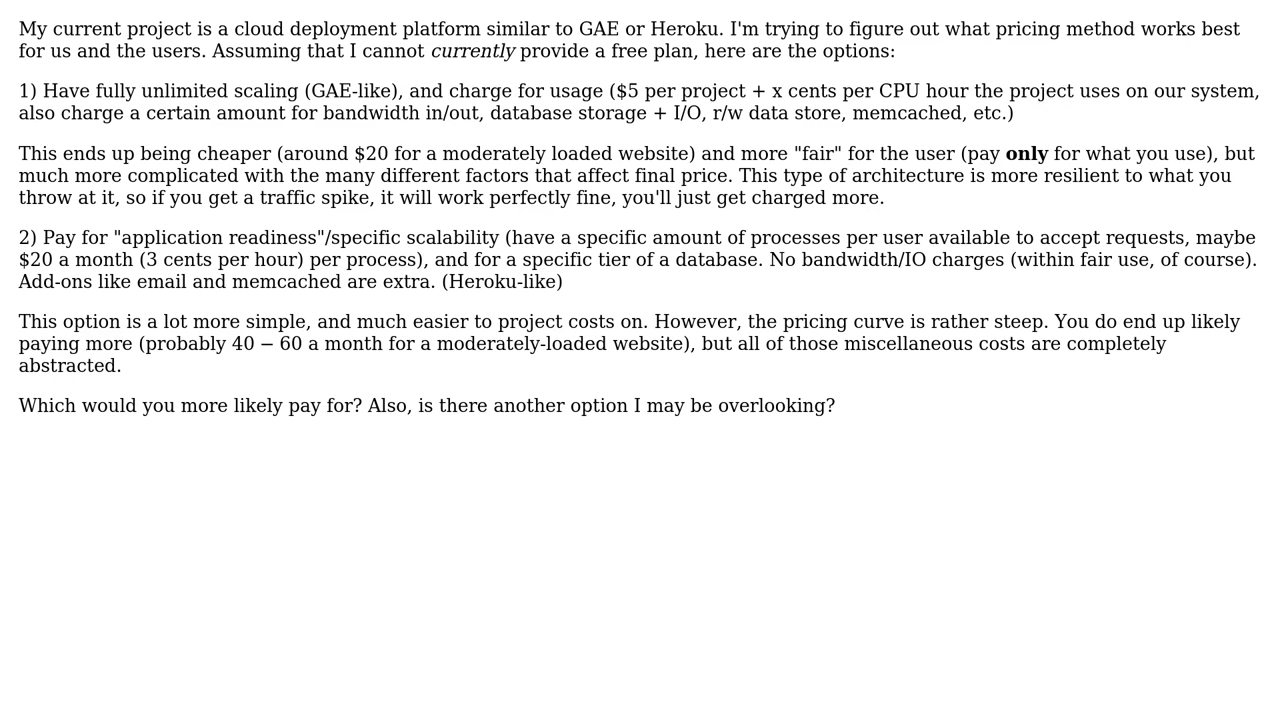 My current project is a cloud deployment platform similar to GAE or Heroku. I'm trying to figure out what pricing method works best
for us and the users. Assuming that I cannot currently provide a free plan, here are the options:
1) Have fully unlimited scaling (GAE-like), and charge for usage ($5 per project + x cents per CPU hour the project uses on our system,
also charge a certain amount for bandwidth in/out, database storage + I/O, r/w data store, memcached, etc.)
This ends up being cheaper (around $20 for a moderately loaded website) and more "fair" for the user (pay only for what you use), but
much more complicated with the many different factors that affect final price. This type of architecture is more resilient to what you
throw at it, so if you get a traffic spike, it will work perfectly fine, you'll just get charged more.
2) Pay for "application readiness"/specific scalability (have a specific amount of processes per user available to accept requests, maybe
$20 a month (3 cents per hour) per process), and for a specific tier of a database. No bandwidth/IO charges (within fair use, of course).
Add-ons like email and memcached are extra. (Heroku-like)
This option is a lot more simple, and much easier to project costs on. However, the pricing curve is rather steep. You do end up likely
paying more (probably 40 − 60 a month for a moderately-loaded website), but all of those miscellaneous costs are completely
abstracted.
Which would you more likely pay for? Also, is there another option I may be overlooking?